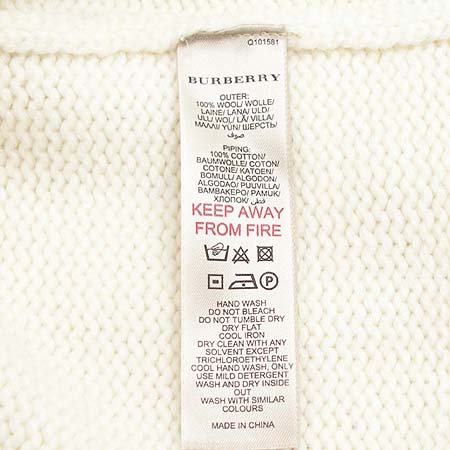 Q101581
BURBERRY
OUTER:
100% WOOL/ WOLLE/
LAINE/ LANA/ ULD/
ULL/ WOL/ LÃ/ VILLA/
ΜΑΛΛΙ/ YÜN/ ШЕРСТЬ/
صوف
PIPING:
100% COTTON/
BAUMWOLLE/ COTON/
COTONE/ KATOEN/
BOMULL/ ALGODON/
ALGODAO/ PUUVILLA/
ΒΑΜΒΑΚΕΡΟ/ PAMUK/
ХЛОПОК/ قطن
KEEP AWAY
FROM FIRE
P
HAND WASH
DO NOT BLEACH
DO NOT TUMBLE DRY
DRY FLAT
COOL IRON
DRY CLEAN WITH ANY
SOLVENT EXCEPT
TRICHLOROETHYLENE
COOL HAND WASH, ONLY
USE MILD DETERGENT
WASH AND DRY INSIDE
OUT
WASH WITH SIMILAR
COLOURS
MADE IN CHINA